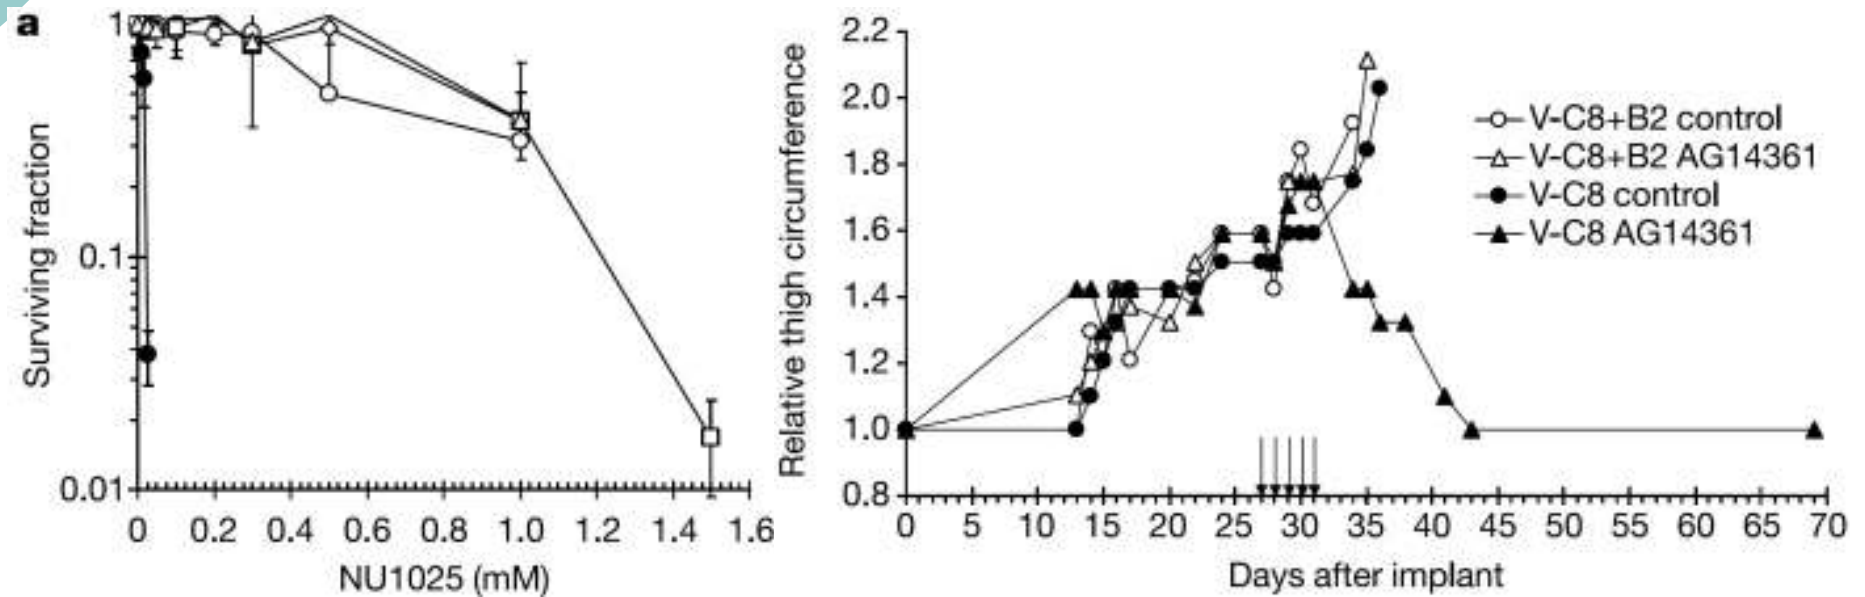 a
Surviving fraction
1
0.1
0.01
0 0.2 0.4 0.6 0.8 1.0 1.2 1.4 1.6
NU1025 (mM)
Relative thigh circumference
2.2
2.0
1.8
1.6
1.4
1.2
1.0
0.8
0 5 10 15 20 25 30 35 40 45 50 55 60 65 70
Days after implant
V-C8+B2 control
V-C8+B2 AG14361
V-C8 control
V-C8 AG14361